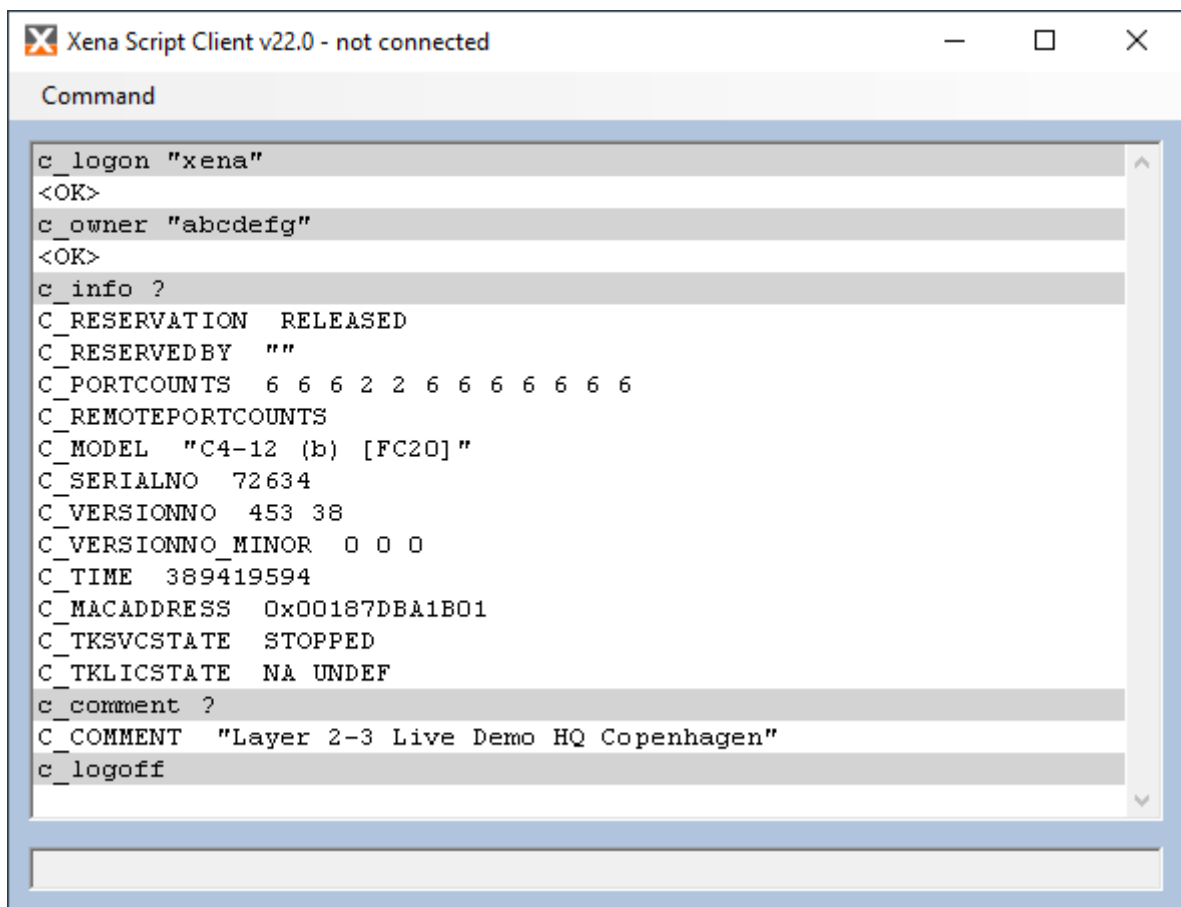 Xena Script Client v22.0 - not connected
Command
c_logon "xena"
<OK>
c_owner "abcdefg"
<OK>
c_info ?
C_RESERVATION  RELEASED
C_RESERVEDBY  ""
C_PORTCOUNTS  6 6 6 2 2 6 6 6 6 6 6 6
C_REMOTEPORTCOUNTS
C_MODEL  "C4-12 (b) [FC20]"
C_SERIALNO  72634
C_VERSIONNO  453 38
C_VERSIONNO_MINOR  0 0 0
C_TIME  389419594
C_MACADDRESS  0x00187DBA1B01
C_TKSVCSTATE  STOPPED
C_TKLICSTATE  NA UNDEF
c_comment ?
C_COMMENT  "Layer 2-3 Live Demo HQ Copenhagen"
c_logoff